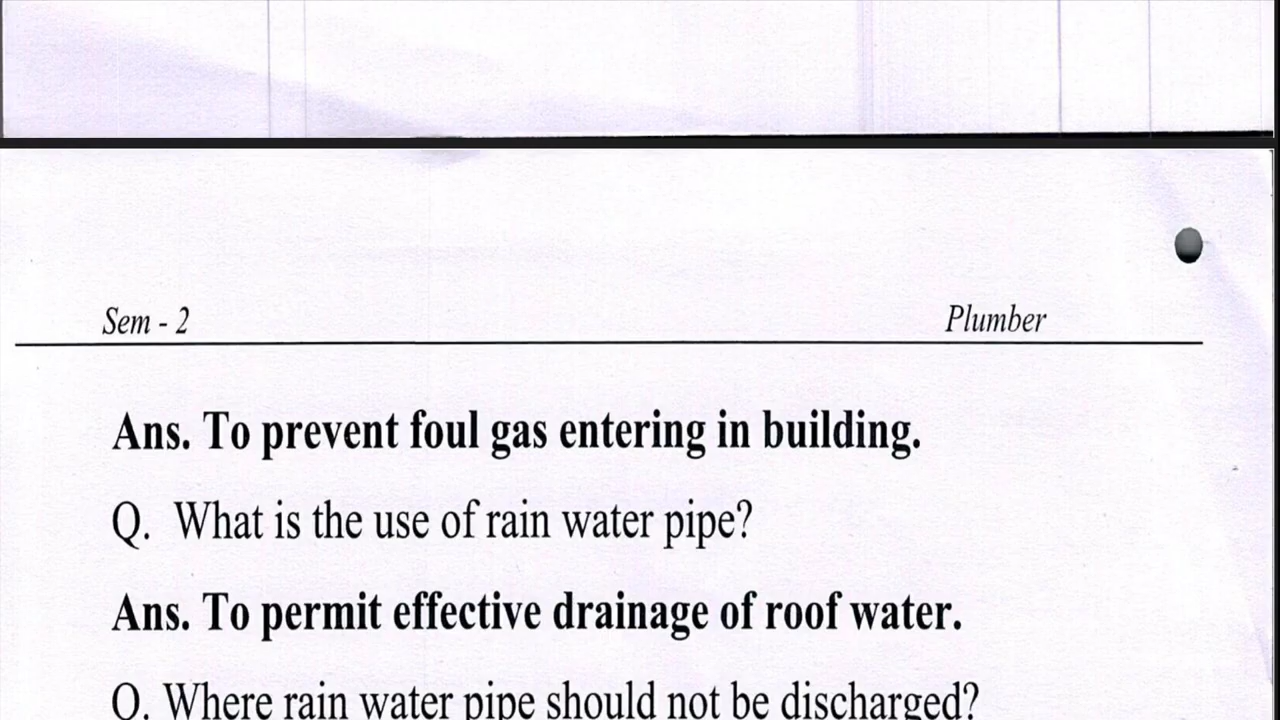 Sem - 2 Plumber
Ans. To prevent foul gas entering in building.
Q. What is the use of rain water pipe?
Ans. To permit effective drainage of roof water.
Q. Where rain water pipe should not be discharged?